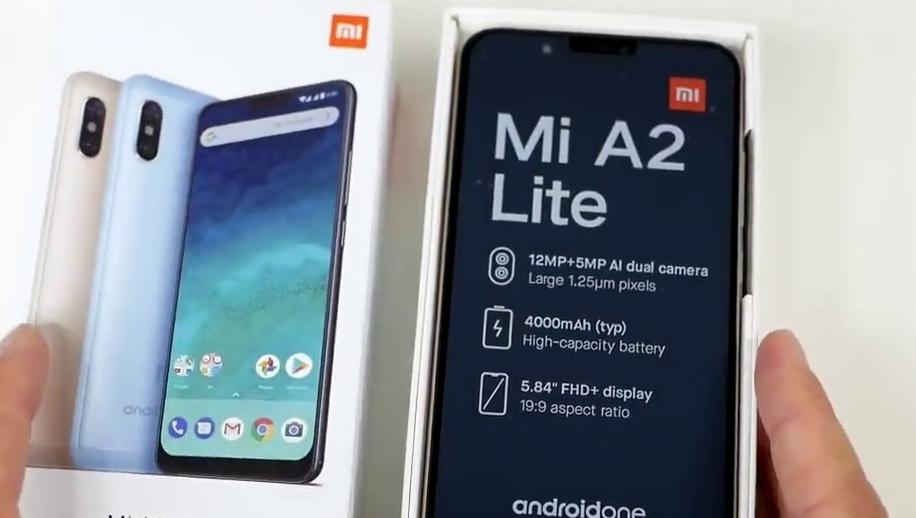 mi
mi
Mi A2
Lite
12MP+5MP AI dual camera
Large 1.25μm pixels
4000mAh (typ)
High-capacity battery
5.84" FHD+ display
19:9 aspect ratio
androidone